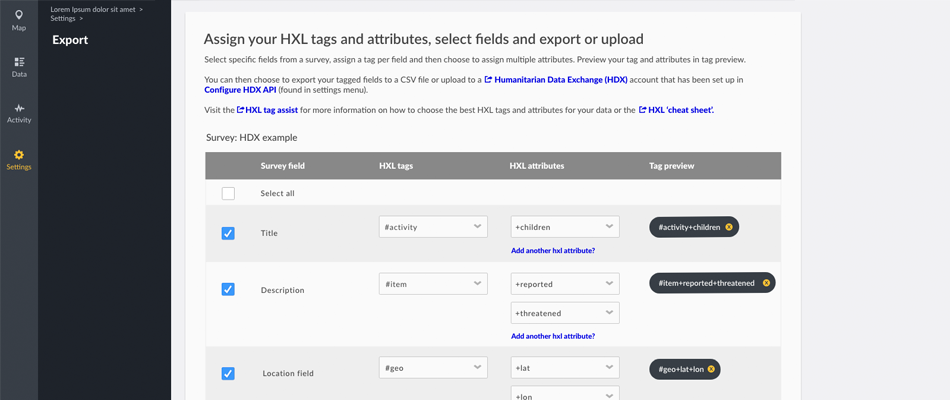 Lorem Ipsum dolor sit amet >
Settings >
Export
Map
Data
Activity
Settings
Assign your HXL tags and attributes, select fields and export or upload
Select specific fields from a survey, assign a tag per field and then choose to assign multiple attributes. Preview your tag and attributes in tag preview.
You can then choose to export your tagged fields to a CSV file or upload to a Humanitarian Data Exchange (HDX) account that has been set up in
Configure HDX API (found in settings menu).
Visit the HXL tag assist for more information on how to choose the best HXL tags and attributes for your data or the HXL 'cheat sheet'.
Survey: HDX example
Survey field HXL tags HXL attributes Tag preview
Select all
Title #activity +children #activity+children
Add another hxl attribute?
Description #item +reported #item+reported+threatened
+threatened
Add another hxl attribute?
Location field #geo +lat #geo+lat+lon
+lon